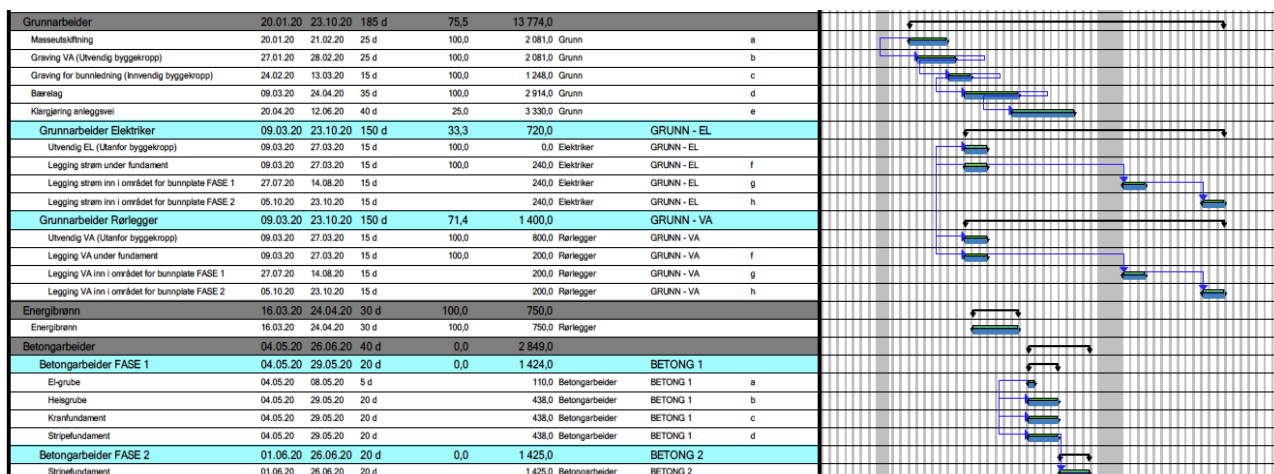 Grunnarbeider 20.01.20 23.10.20 185 d 75,5 13 774,0
Masseutskiftning 20.01.20 21.02.20 25 d 100,0 2 081,0 Grunn a
Graving VA (Utvendig byggekropp) 27.01.20 28.02.20 25 d 100,0 2 081,0 Grunn b
Graving for bunnledning (Innvendig byggekropp) 24.02.20 13.03.20 15 d 100,0 1 248,0 Grunn c
Bærelag 09.03.20 24.04.20 35 d 100,0 2 914,0 Grunn d
Klargjøring anleggsvei 20.04.20 12.06.20 40 d 25,0 3 330,0 Grunn e
Grunnarbeider Elektriker 09.03.20 23.10.20 150 d 33,3 720,0 GRUNN - EL
Utvendig EL (Utanfor byggekropp) 09.03.20 27.03.20 15 d 100,0 0,0 Elektriker GRUNN - EL
Legging strøm under fundament 09.03.20 27.03.20 15 d 100,0 240,0 Elektriker GRUNN - EL f
Legging strøm inn i området for bunnplate FASE 1 27.07.20 14.08.20 15 d 240,0 Elektriker GRUNN - EL g
Legging strøm inn i området for bunnplate FASE 2 05.10.20 23.10.20 15 d 240,0 Elektriker GRUNN - EL h
Grunnarbeider Rørlegger 09.03.20 23.10.20 150 d 71,4 1 400,0 GRUNN - VA
Utvendig VA (Utanfor byggekropp) 09.03.20 27.03.20 15 d 100,0 800,0 Rørlegger GRUNN - VA
Legging VA under fundament 09.03.20 27.03.20 15 d 100,0 200,0 Rørlegger GRUNN - VA f
Legging VA inn i området for bunnplate FASE 1 27.07.20 14.08.20 15 d 200,0 Rørlegger GRUNN - VA g
Legging VA inn i området for bunnplate FASE 2 05.10.20 23.10.20 15 d 200,0 Rørlegger GRUNN - VA h
Energibrønn 16.03.20 24.04.20 30 d 100,0 750,0
Energibrønn 16.03.20 24.04.20 30 d 100,0 750,0 Rørlegger
Betongarbeider 04.05.20 26.06.20 40 d 0,0 2 849,0
Betongarbeider FASE 1 04.05.20 29.05.20 20 d 0,0 1 424,0 BETONG 1
El-grube 04.05.20 08.05.20 5 d 110,0 Betongarbeider BETONG 1 a
Heisgrube 04.05.20 29.05.20 20 d 438,0 Betongarbeider BETONG 1 b
Kranfundament 04.05.20 29.05.20 20 d 438,0 Betongarbeider BETONG 1 c
Stripefundament 04.05.20 29.05.20 20 d 438,0 Betongarbeider BETONG 1 d
Betongarbeider FASE 2 01.06.20 26.06.20 20 d 0,0 1 425,0 BETONG 2
Stripefundament 01.06.20 26.06.20 20 d 1 425,0 Betongarbeider BETONG 2